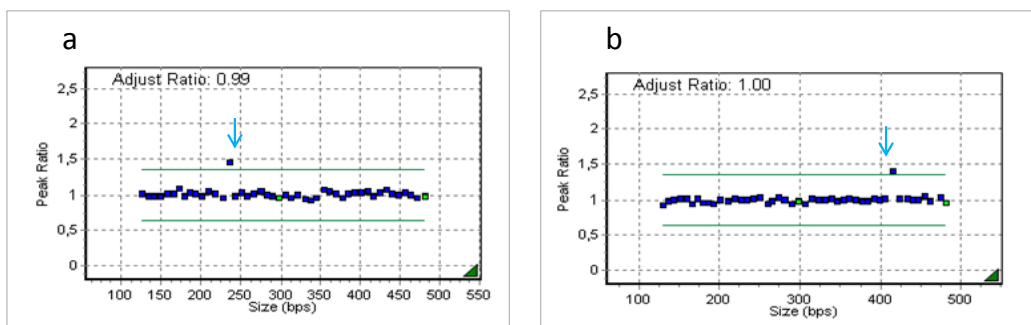 a
Adjust Ratio: 0.99
2,5
2
1,5
1
0,5
0
Peak Ratio
100 150 200 250 300 350 400 450 500 550
Size (bps)
b
Adjust Ratio: 1.00
2,5
2
1,5
1
0,5
0
Peak Ratio
100 200 300 400 500
Size (bps)